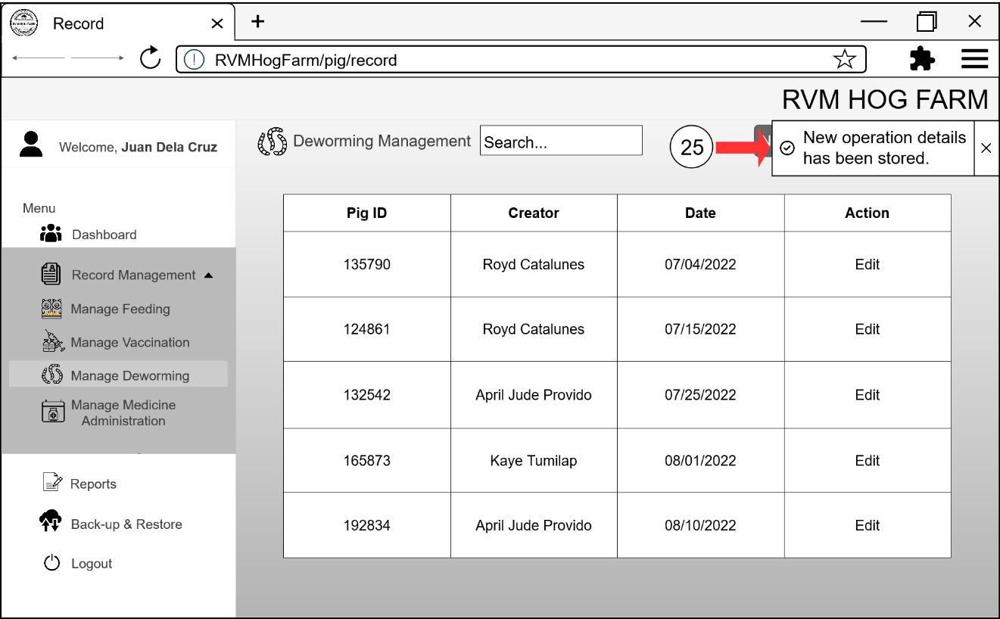 Record
RVMHogFarm/pig/record
RVM HOG FARM
Welcome, Juan Dela Cruz
Deworming Management
Search...
25
N
New operation details
has been stored.
Menu
Dashboard
Record Management
Manage Feeding
Manage Vaccination
Manage Deworming
Manage Medicine
Administration
Reports
Back-up & Restore
Logout
Pig ID Creator Date Action
135790 Royd Catalunes 07/04/2022 Edit
124861 Royd Catalunes 07/15/2022 Edit
132542 April Jude Provido 07/25/2022 Edit
165873 Kaye Tumilap 08/01/2022 Edit
192834 April Jude Provido 08/10/2022 Edit